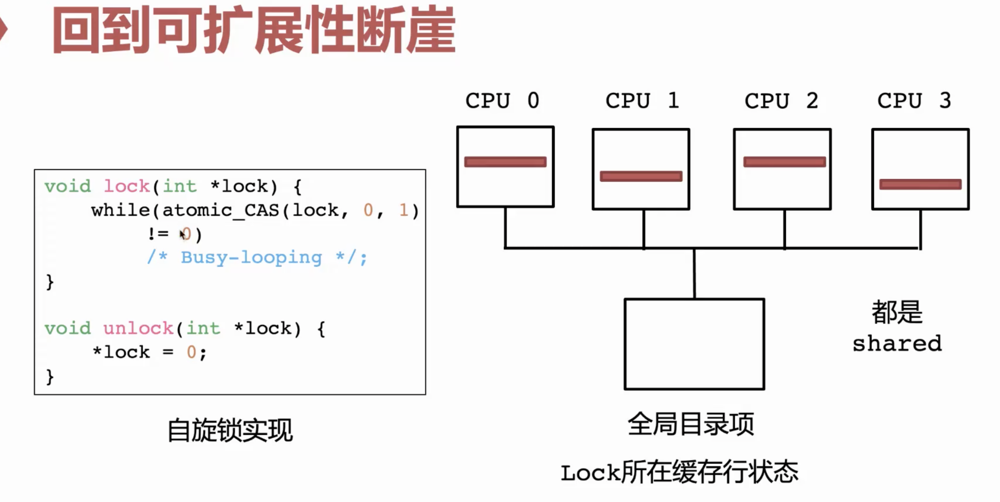 回到可扩展性断崖
CPU 0 CPU 1 CPU 2 CPU 3
void lock(int *lock) {
while(atomic_CAS(lock, 0, 1)
!= 0)
/* Busy-looping */;
}
void unlock(int *lock) {
*lock = 0;
}
自旋锁实现
都是
shared
全局目录项
Lock所在缓存行状态